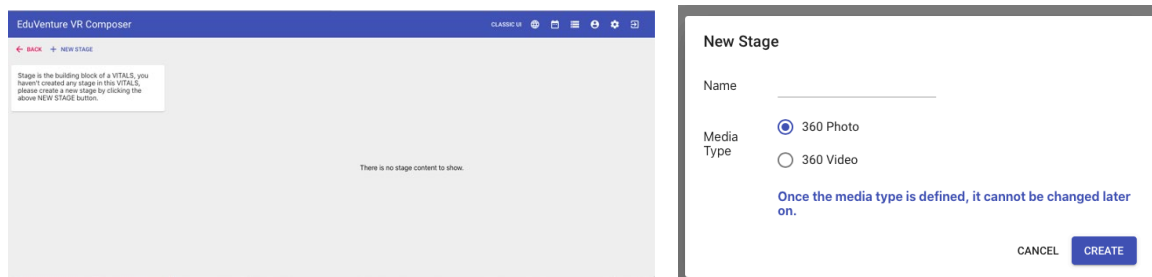 EduVenture VR Composer
CLASSIC UI
← BACK + NEW STAGE
Stage is the building block of a VITALS, you
haven't created any stage in this VITALS,
please create a new stage by clicking the
above NEW STAGE button.
There is no stage content to show.
New Stage
Name
Media
Type
360 Photo
360 Video
Once the media type is defined, it cannot be changed later
on.
CANCEL CREATE